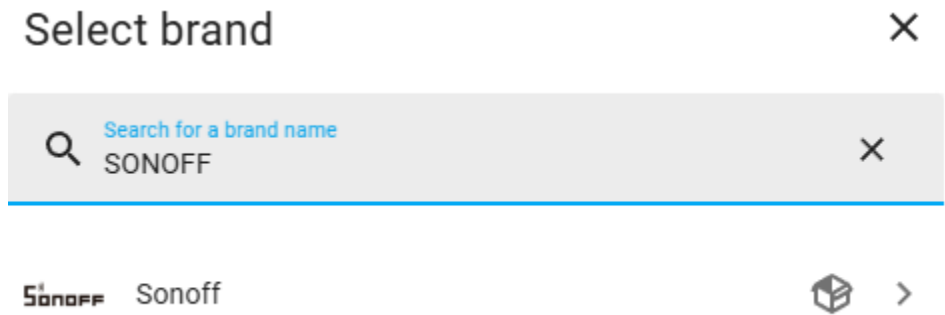 Select brand
Search for a brand name
SONOFF
SONOFF Sonoff